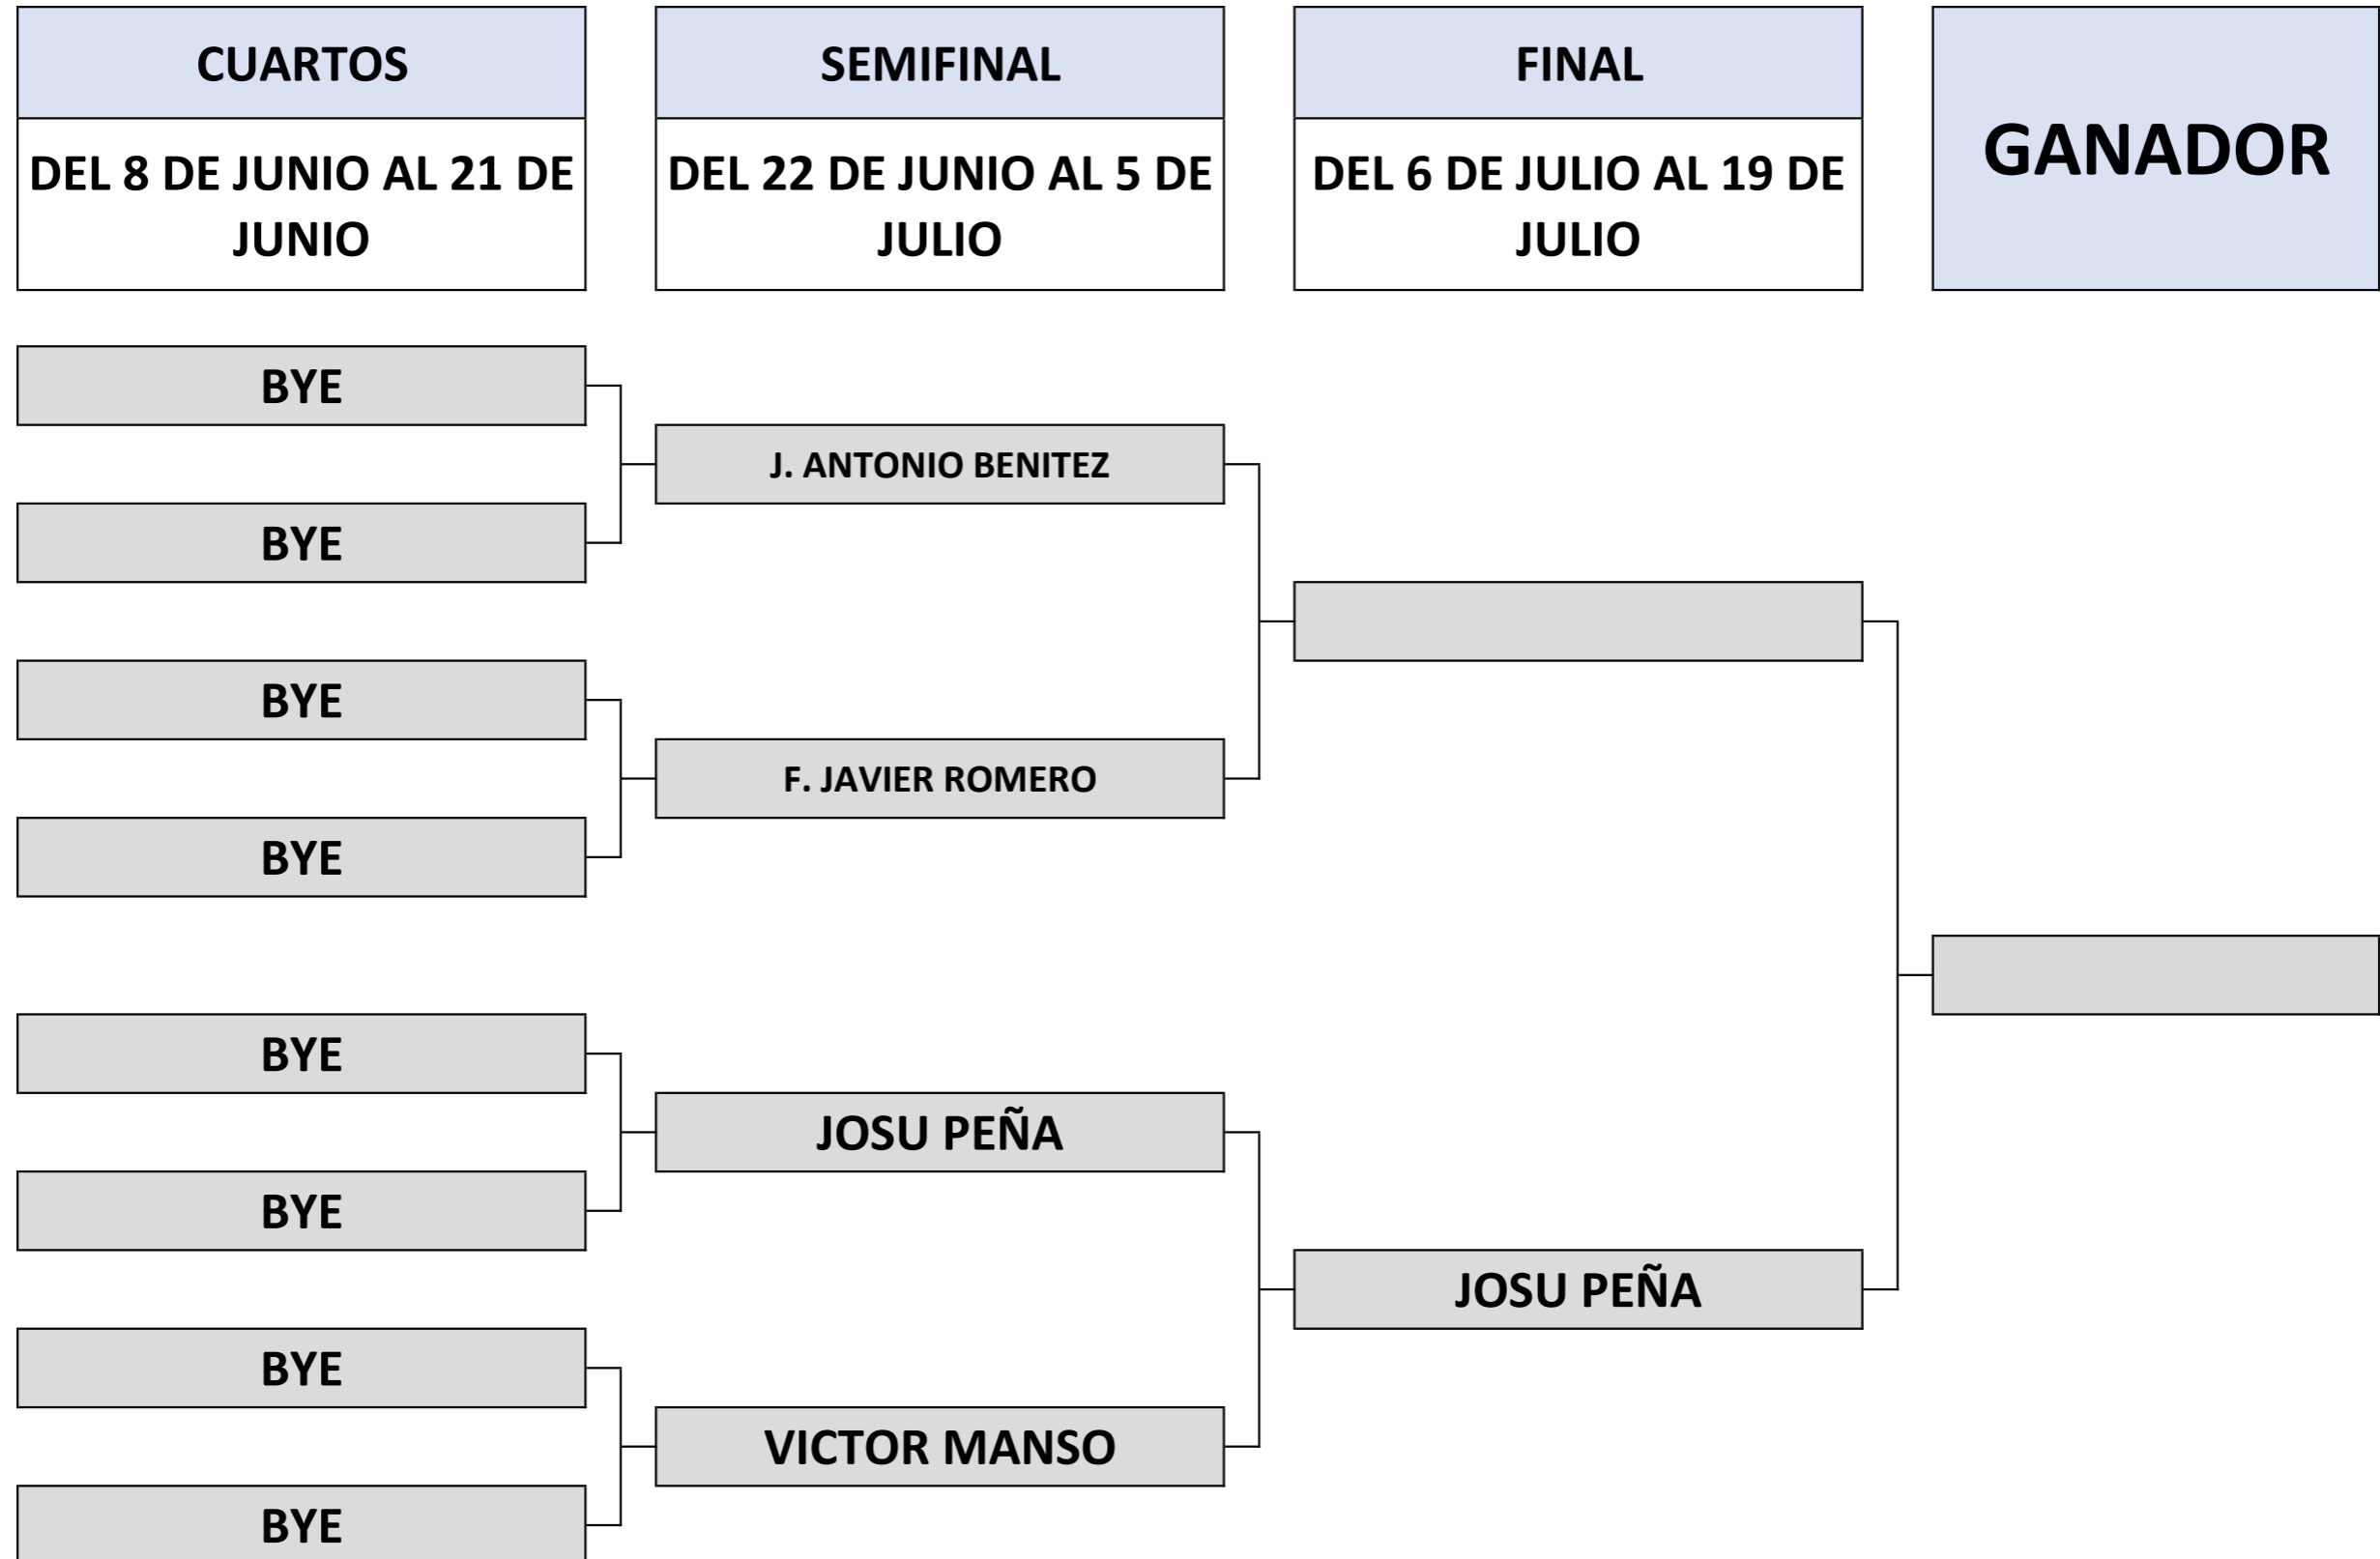 CUARTOS
DEL 8 DE JUNIO AL 21 DE
JUNIO
SEMIFINAL
DEL 22 DE JUNIO AL 5 DE
JULIO
FINAL
DEL 6 DE JULIO AL 19 DE
JULIO
GANADOR
BYE
BYE
BYE
BYE
BYE
BYE
BYE
BYE
J. ANTONIO BENITEZ
F. JAVIER ROMERO
JOSU PEÑA
VICTOR MANSO
JOSU PEÑA